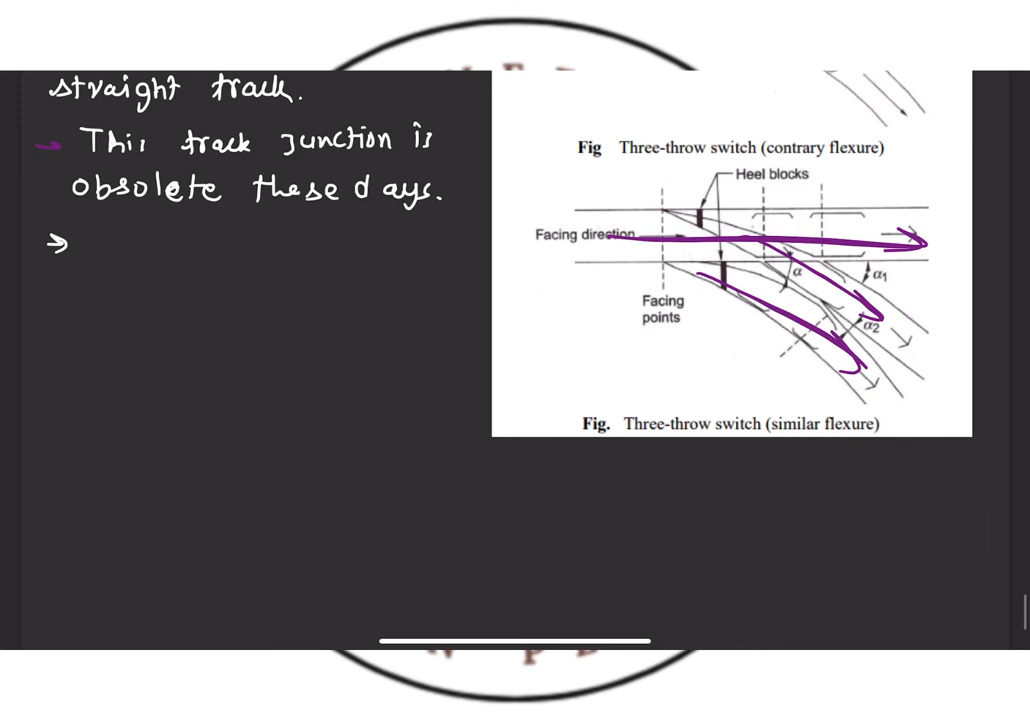 straight track.
→ This track junction is
obsolete these days.
→
Fig Three-throw switch (contrary flexure)
Heel blocks
Facing direction
α
α1
Facing
points
α2
Fig. Three-throw switch (similar flexure)